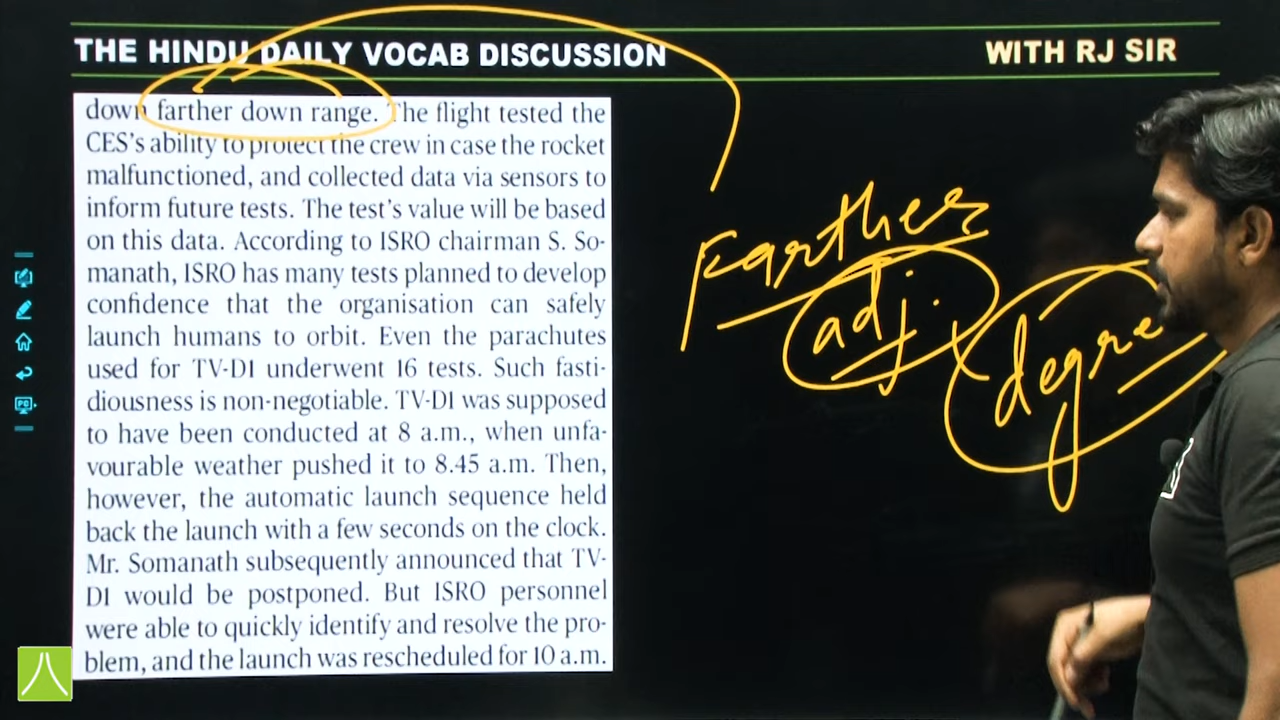 THE HINDU DAILY VOCAB DISCUSSION
WITH RJ SIR
down farther down range. The flight tested the
CES's ability to protect the crew in case the rocket
malfunctioned, and collected data via sensors to
inform future tests. The test's value will be based
on this data. According to ISRO chairman S. So-
manath, ISRO has many tests planned to develop
confidence that the organisation can safely
launch humans to orbit. Even the parachutes
used for TV-D1 underwent 16 tests. Such fasti-
diousness is non-negotiable. TV-D1 was supposed
to have been conducted at 8 a.m., when unfa-
vourable weather pushed it to 8.45 a.m. Then,
however, the automatic launch sequence held
back the launch with a few seconds on the clock.
Mr. Somanath subsequently announced that TV-
D1 would be postponed. But ISRO personnel
were able to quickly identify and resolve the pro-
blem, and the launch was rescheduled for 10 a.m.
Farther
adj.
degre